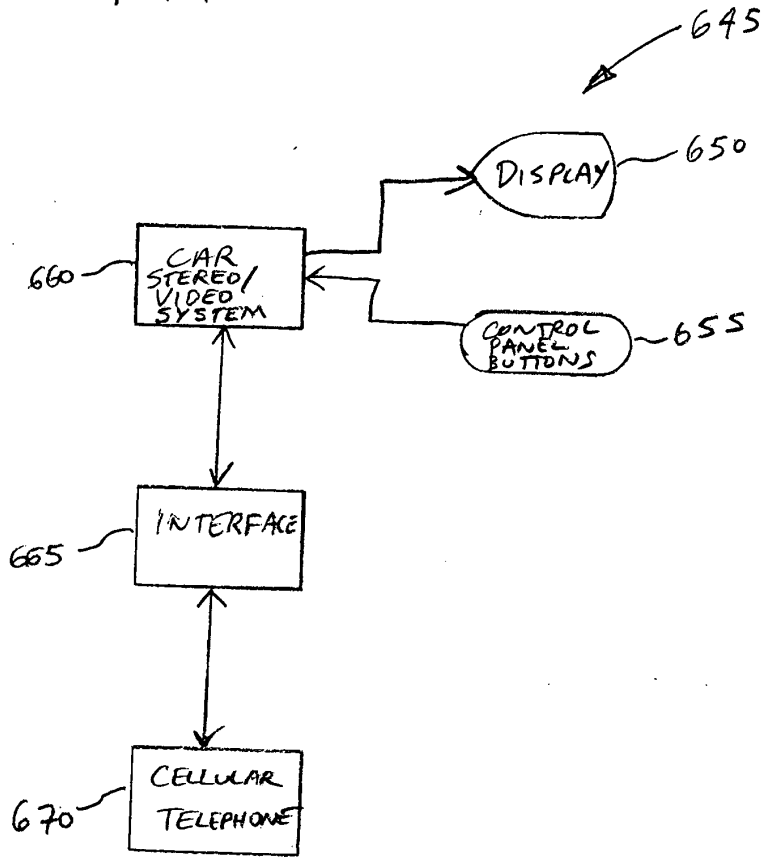 645
DISPLAY
650
660
CAR
STEREO/
VIDEO
SYSTEM
CONTROL
PANEL
BUTTONS
655
INTERFACE
665
CELLULAR
TELEPHONE
670